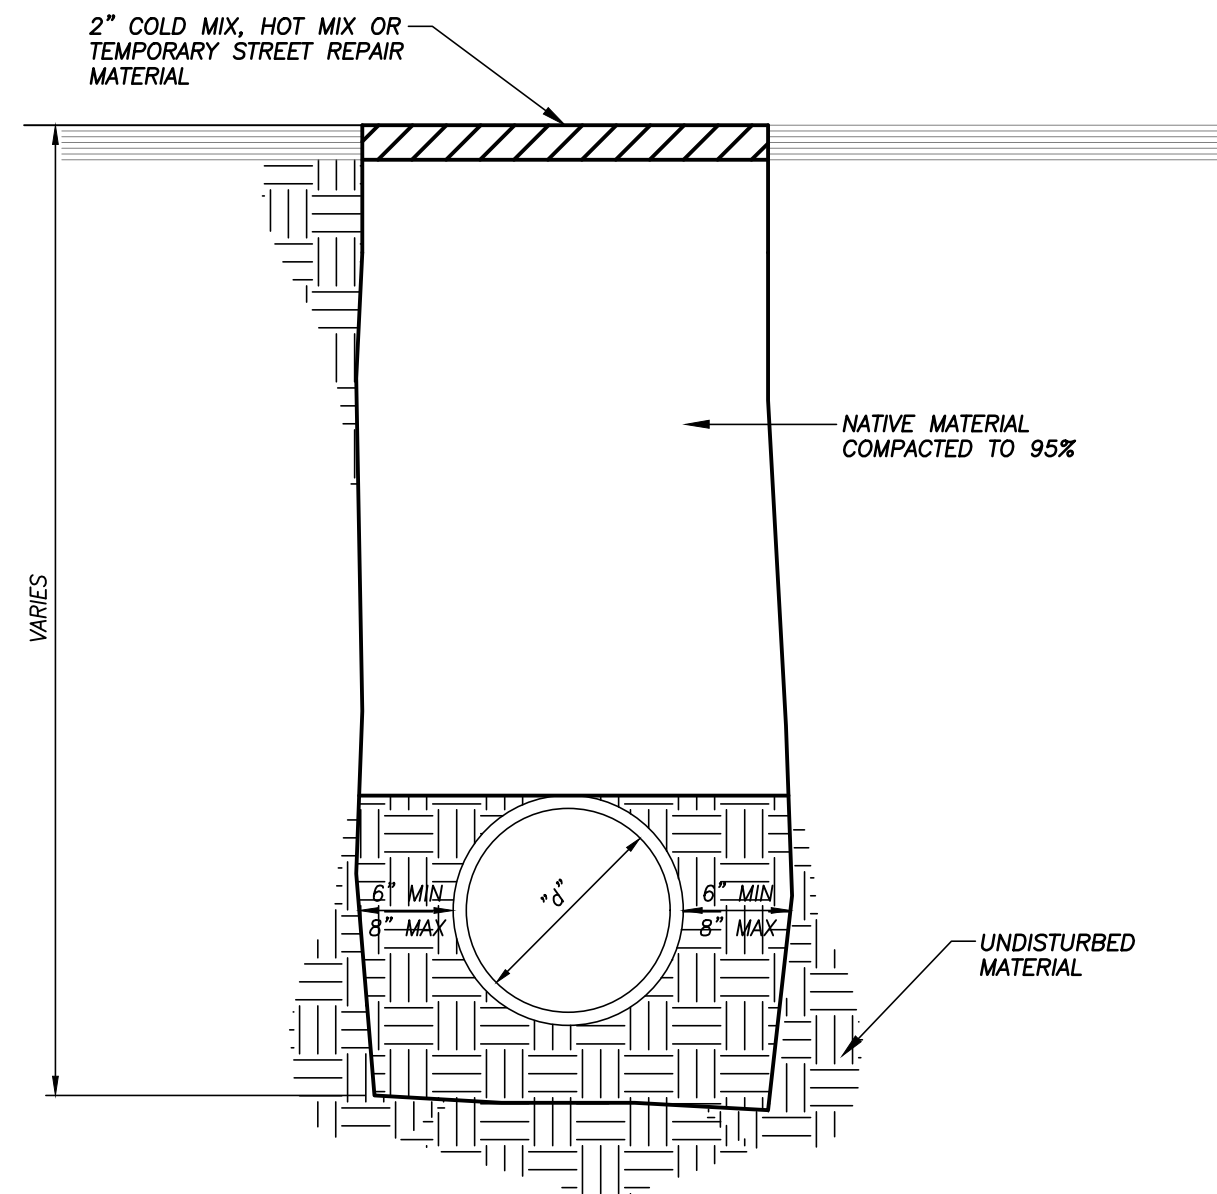 2" COLD MIX, HOT MIX OR
TEMPORARY STREET REPAIR
MATERIAL
NATIVE MATERIAL
COMPACTED TO 95%
VARIES
6" MIN
8" MAX
"d"
6" MIN
8" MAX
UNDISTURBED
MATERIAL